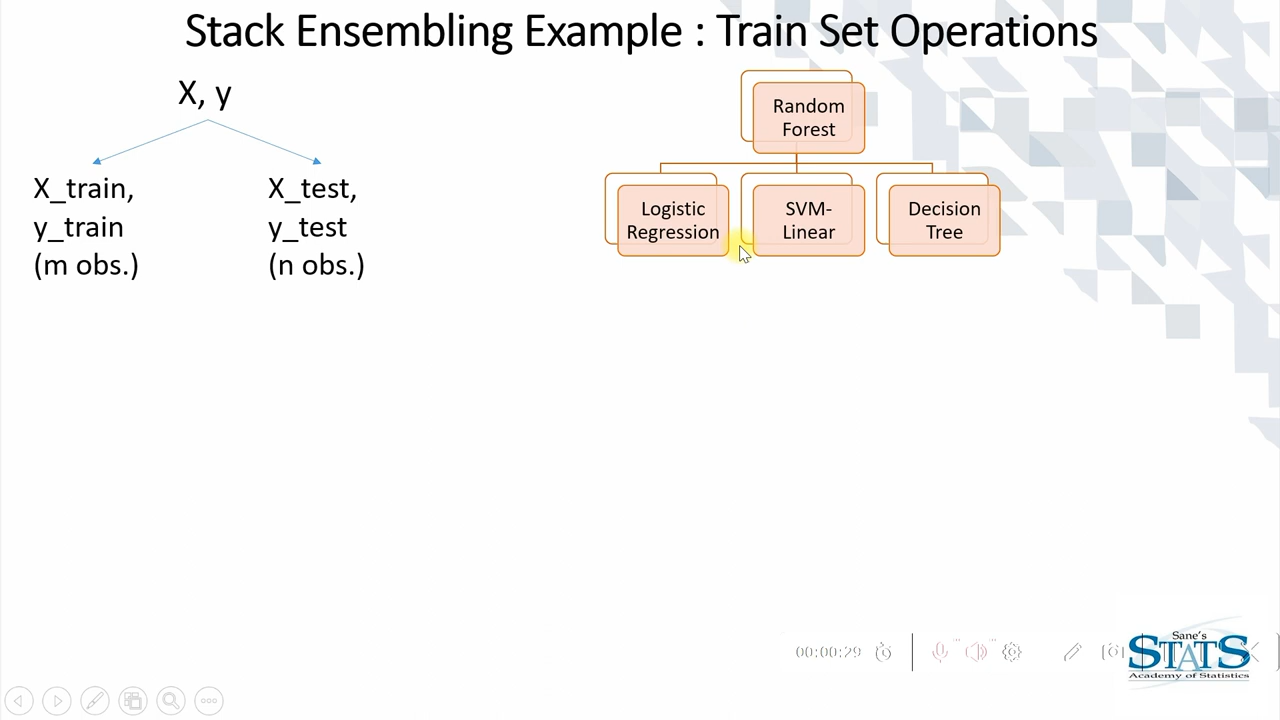 Stack Ensembling Example : Train Set Operations
X, y
X_train,
y_train
(m obs.)
X_test,
y_test
(n obs.)
Random
Forest
Logistic
Regression
SVM-
Linear
Decision
Tree
00:00:29
Sane's
STATS
Academy of Statistics